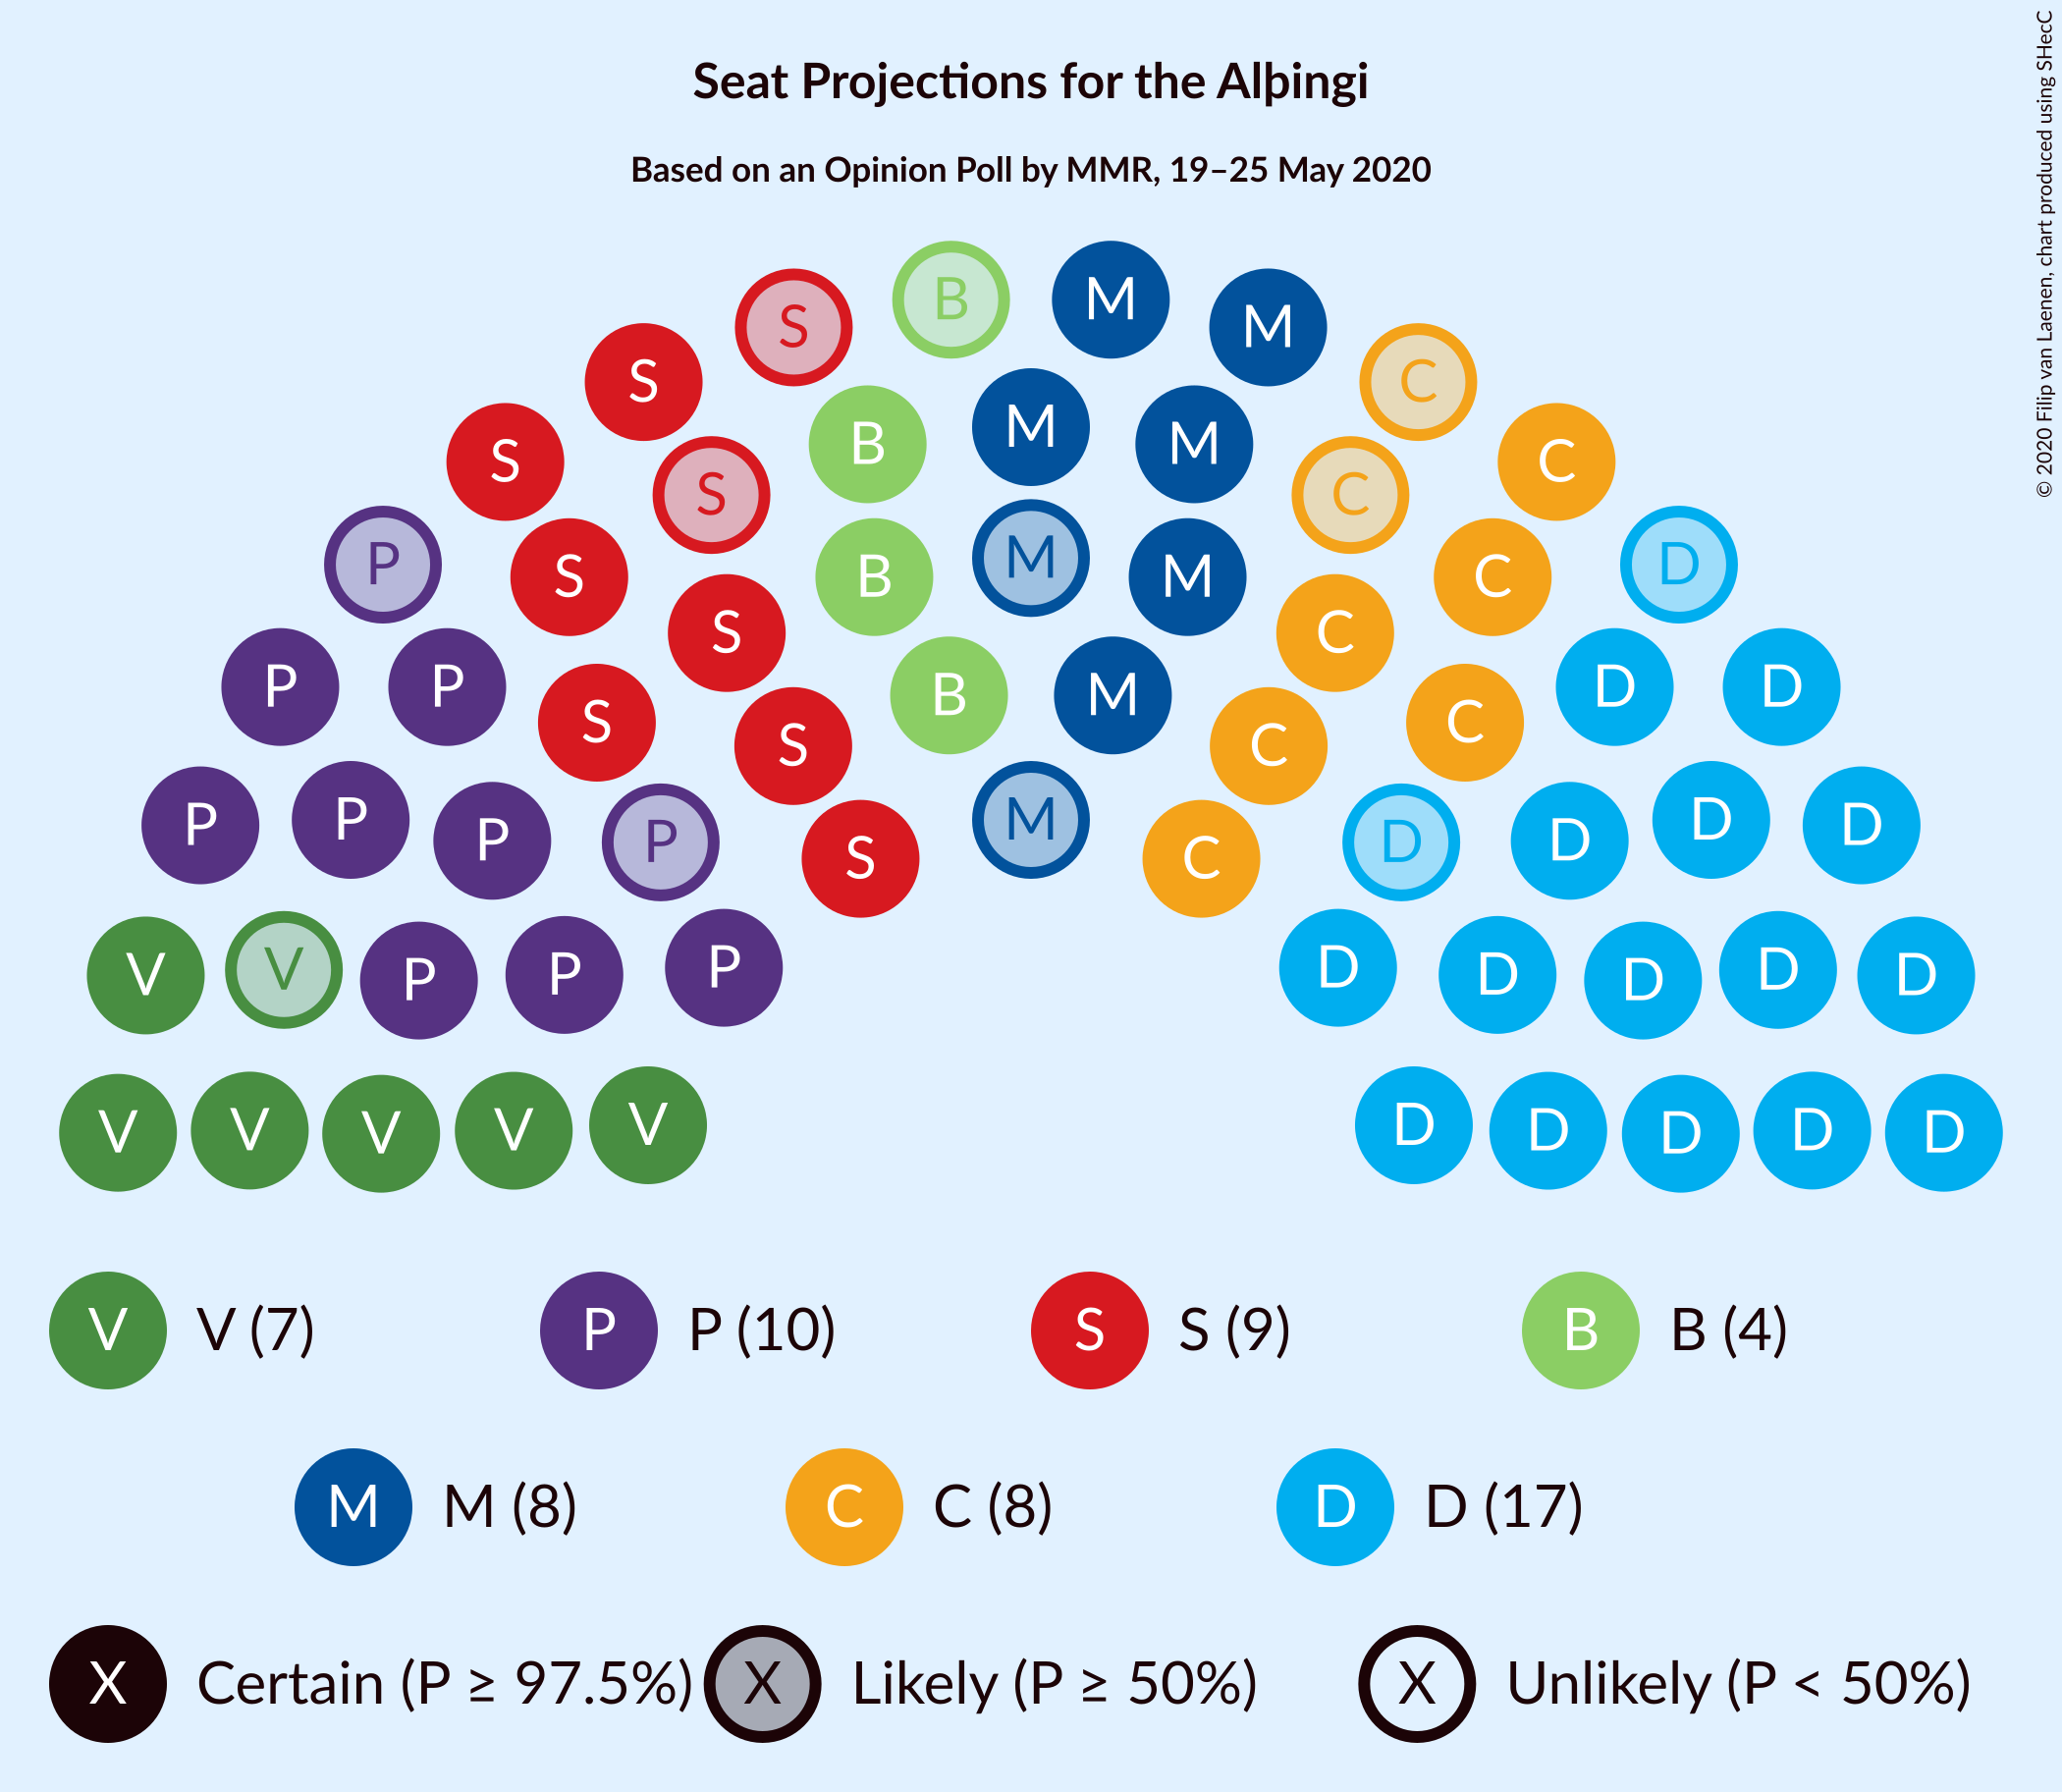 Seat Projections for the Alþingi
Based on an Opinion Poll by MMR, 19–25 May 2020
© 2020 Filip van Laenen, chart produced using SHecC
B M
S M
S C
M
B M
S C
S C
M
P D
S B M C
S C
P P B M D D
S C
S C
P P D D
P P D D
S M C
V V P P P D D D D D
V V V V V D D D D D
V V (7) P P (10) S S (9) B B (4)
M M (8) C C (8) D D (17)
X Certain (P ≥ 97.5%) X Likely (P ≥ 50%) X Unlikely (P < 50%)